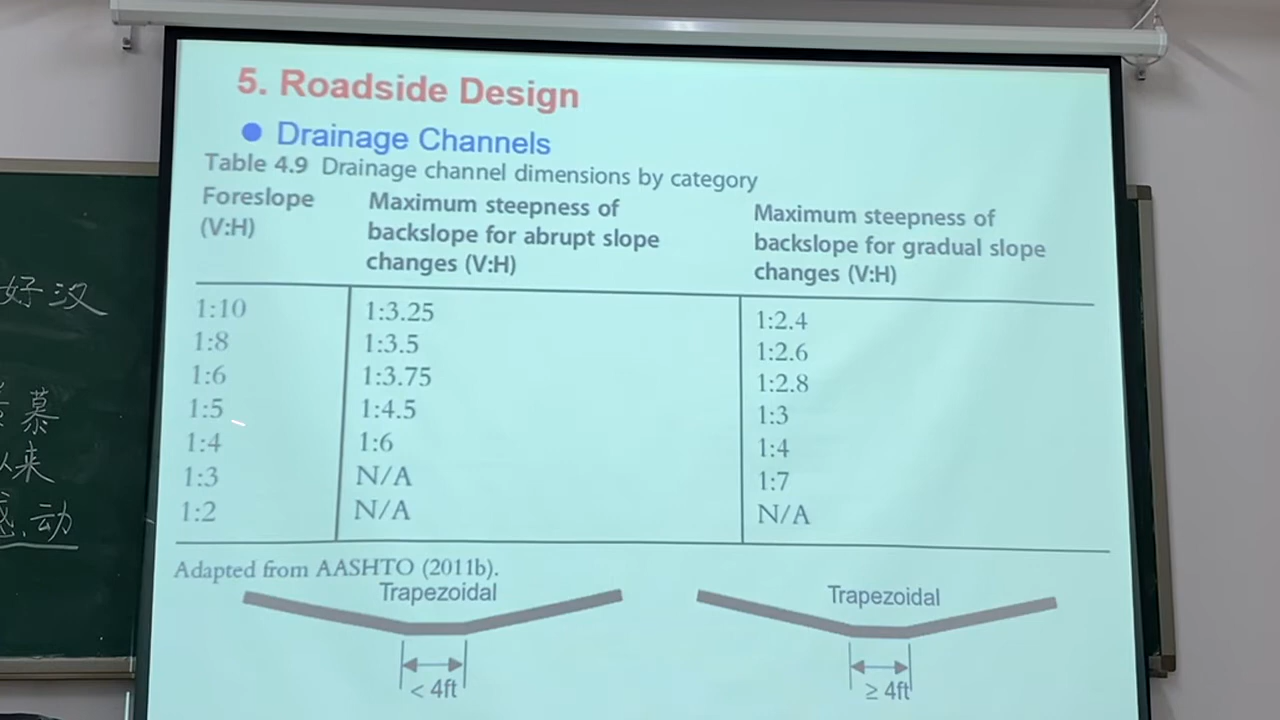 5. Roadside Design
● Drainage Channels
Table 4.9 Drainage channel dimensions by category
Foreslope (V:H) Maximum steepness of backslope for abrupt slope changes (V:H) Maximum steepness of backslope for gradual slope changes (V:H)
1:10 1:3.25 1:2.4
1:8 1:3.5 1:2.6
1:6 1:3.75 1:2.8
1:5 1:4.5 1:3
1:4 1:6 1:4
1:3 N/A 1:7
1:2 N/A N/A
Adapted from AASHTO (2011b).
Trapezoidal Trapezoidal
< 4ft ≥ 4ft
好汉
慕
来
动